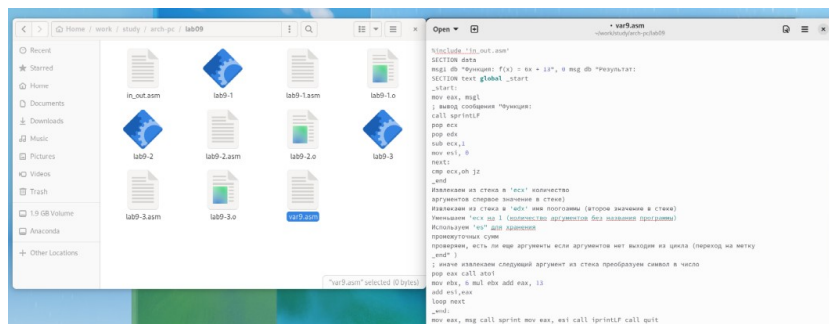 Home / work / study / arch-pc / lab09
Recent
Starred
Home
Documents
Downloads
Music
Pictures
Videos
Trash
1.9 GB Volume
Anaconda
+ Other Locations
in_out.asm
lab9-1
lab9-1.asm
lab9-1.o
lab9-2
lab9-2.asm
lab9-2.o
lab9-3
lab9-3.asm
lab9-3.o
var9.asm
"var9.asm" selected (0 bytes)
Open
• var9.asm
~/work/study/arch-pc/lab09
%include 'in_out.asm'
SECTION data
msgi db "Функция: f(x) = 6x + 13", 0 msg db "Результат:
SECTION text global _start
_start:
mov eax, msgl
; вывод сообщения "Функция:
call sprintLF
pop ecx
pop edx
sub ecx,i
mov esi, 0
next:
cmp ecx,oh jz
_end
Извлекаем из стека в 'ecx' количество
аргументов спервое значение в стеке)
Извлекаем из стека в 'edx' имя поограммы (второе значение в стеке)
Уменьшаем 'ecx на 1 (количество аргументов без названия программы)
Используем 'es" для хранения
промежуточных сумм
проверяем, есть ли еще аргументы если аргументов нет выходим из цикла (переход на метку
_end" )
; иначе извлекаем следующий аргумент из стека преобразуем символ в число
pop eax call atoi
mov ebx, 6 mul ebx add eax, 13
add esi,eax
loop next
_end:
mov eax, msg call sprint mov eax, esi call iprintLF call quit